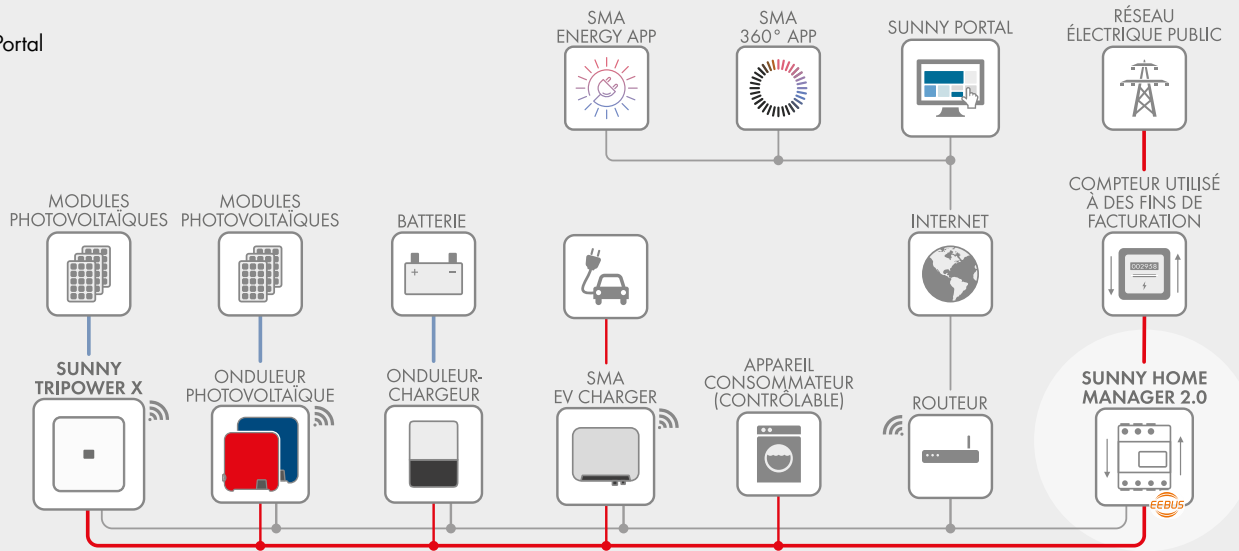 Portal
SMA
ENERGY APP
SMA
360° APP
SUNNY PORTAL
RÉSEAU
ÉLECTRIQUE PUBLIC
MODULES
PHOTOVOLTAÏQUES
MODULES
PHOTOVOLTAÏQUES
BATTERIE
INTERNET
COMPTEUR UTILISÉ
À DES FINS DE
FACTURATION
002958
SUNNY
TRIPOWER X
ONDULEUR
PHOTOVOLTAÏQUE
ONDULEUR-
CHARGEUR
SMA
EV CHARGER
APPAREIL
CONSOMMATEUR
(CONTRÔLABLE)
ROUTEUR
SUNNY HOME
MANAGER 2.0
EEBUS